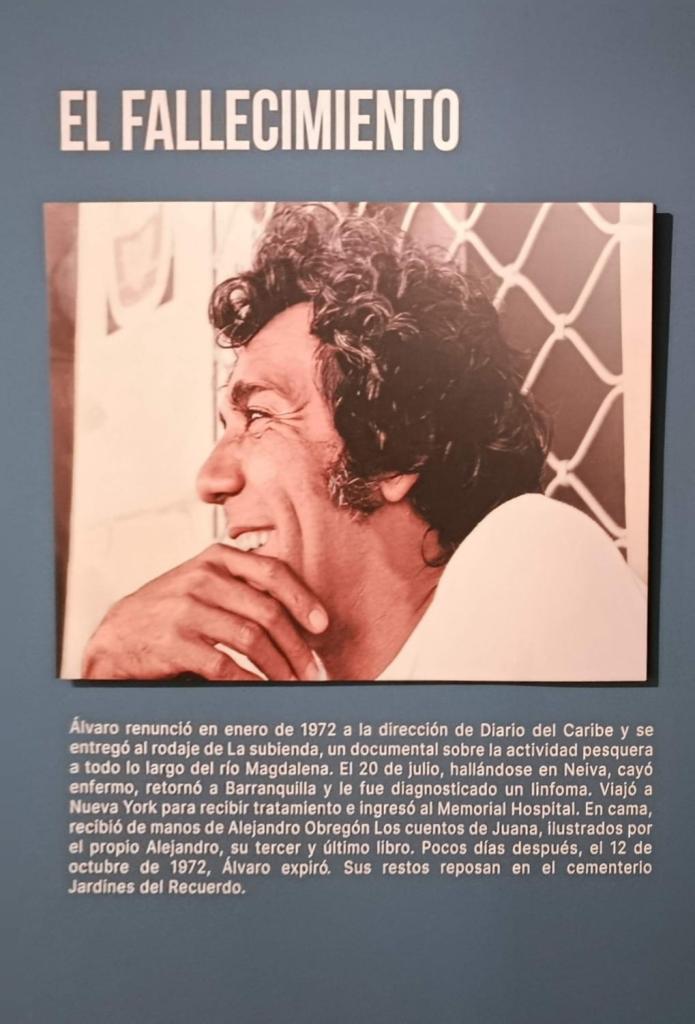 EL FALLECIMIENTO
Álvaro renunció en enero de 1972 a la dirección de Diario del Caribe y se
entregó al rodaje de La subienda, un documental sobre la actividad pesquera
a todo lo largo del río Magdalena. El 20 de julio, hallándose en Neiva, cayó
enfermo, retornó a Barranquilla y le fue diagnosticado un linfoma. Viajó a
Nueva York para recibir tratamiento e ingresó al Memorial Hospital. En cama,
recibió de manos de Alejandro Obregón Los cuentos de Juana, ilustrados por
el propio Alejandro, su tercer y último libro. Pocos días después, el 12 de
octubre de 1972, Álvaro expiró. Sus restos reposan en el cementerio
Jardines del Recuerdo.